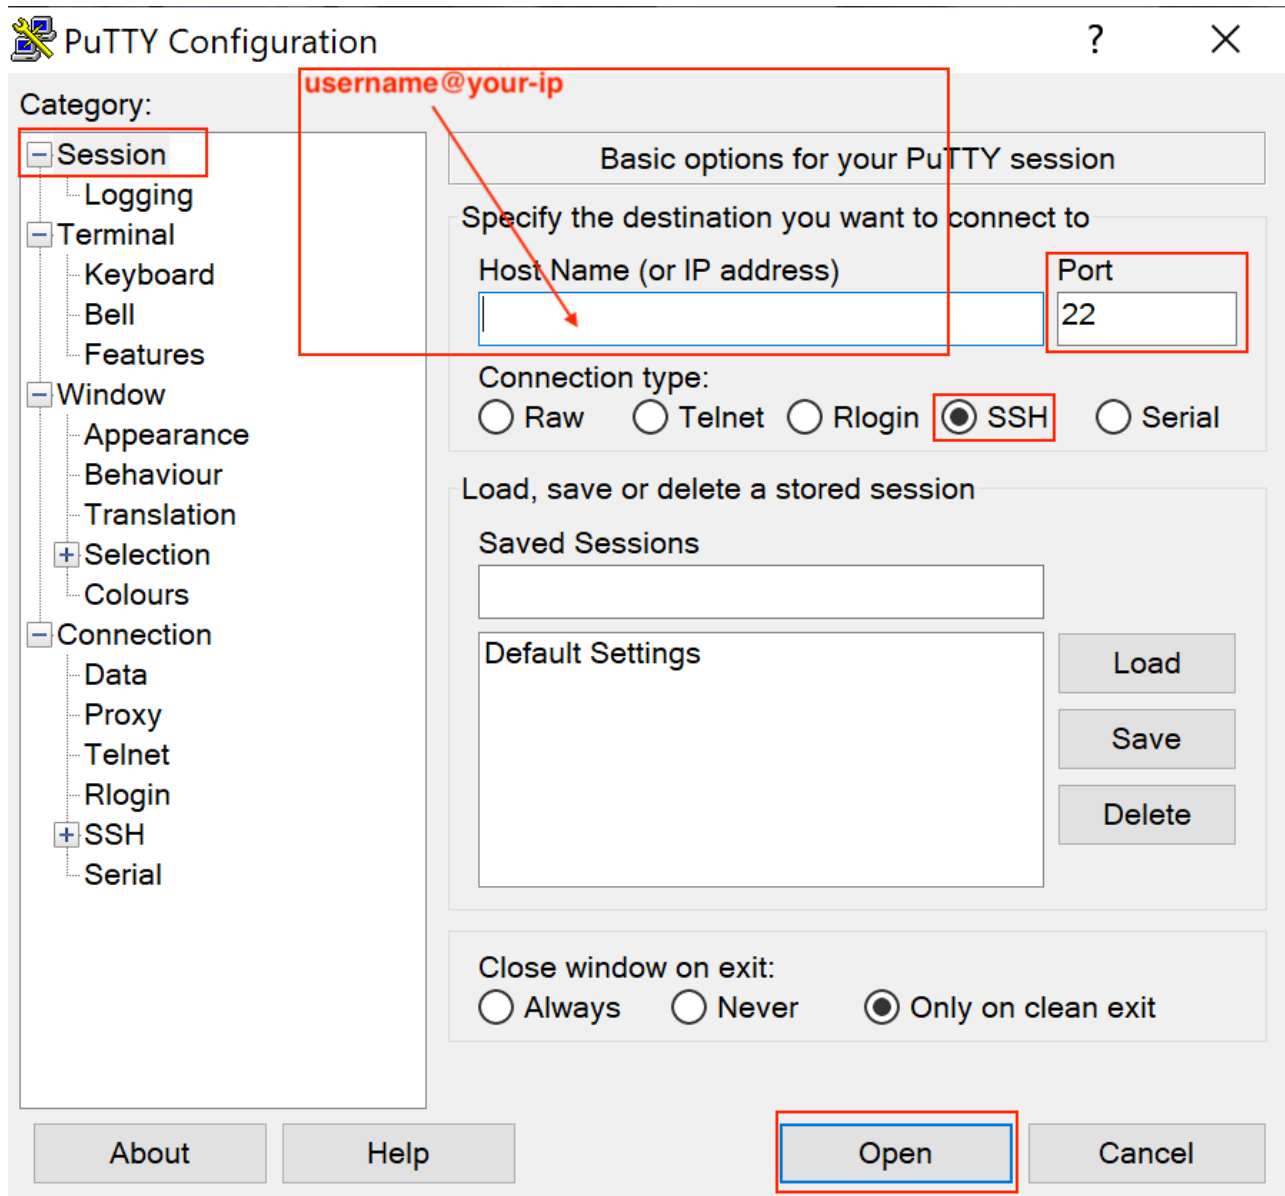 PuTTY Configuration
?
username@your-ip
Category:
Session
Logging
Terminal
Keyboard
Bell
Features
Window
Appearance
Behaviour
Translation
Selection
Colours
Connection
Data
Proxy
Telnet
Rlogin
SSH
Serial
Basic options for your PuTTY session
Specify the destination you want to connect to
Host Name (or IP address)
Port
22
Connection type:
Raw
Telnet
Rlogin
SSH
Serial
Load, save or delete a stored session
Saved Sessions
Default Settings
Load
Save
Delete
Close window on exit:
Always
Never
Only on clean exit
About
Help
Open
Cancel